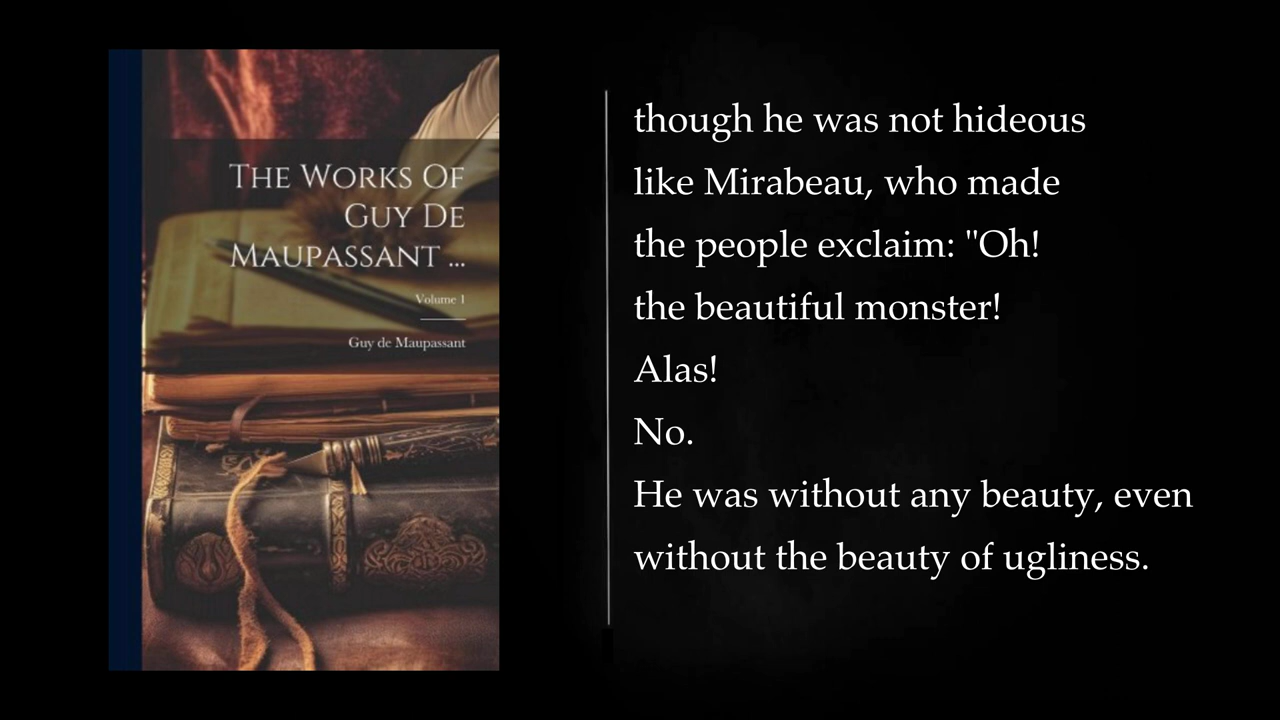 THE WORKS OF
GUY DE
MAUPASSANT ...
Volume 1
Guy de Maupassant
though he was not hideous
like Mirabeau, who made
the people exclaim: "Oh!
the beautiful monster!
Alas!
No.
He was without any beauty, even
without the beauty of ugliness.